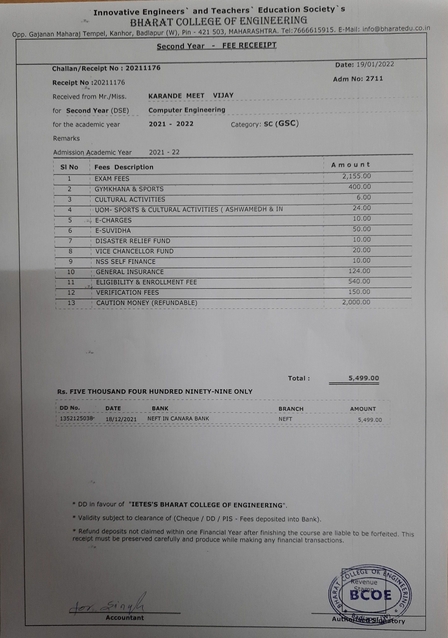 Innovative Engineers` and Teachers` Education Society`s
BHARAT COLLEGE OF ENGINEERING
Opp. Gajanan Maharaj Tempel, Kanhor, Badlapur (W), Pin - 421 503, MAHARASHTRA. Tel:7666615915. E-Mail: info@bharatedu.co.in
Second Year - FEE RECEEIPT
Challan/Receipt No : 20211176 Date: 19/01/2022
Receipt No :20211176 Adm No: 2711
Received from Mr./Miss. KARANDE MEET VIJAY
for Second Year (DSE) Computer Engineering
for the academic year 2021 - 2022 Category: SC (GSC)
Remarks
Admission Academic Year 2021 - 22
Sl No Fees Description Amount
1 EXAM FEES 2,155.00
2 GYMKHANA & SPORTS 400.00
3 CULTURAL ACTIVITIES 6.00
4 UOM- SPORTS & CULTURAL ACTIVITIES ( ASHWAMEDH & IN 24.00
5 E-CHARGES 10.00
6 E-SUVIDHA 50.00
7 DISASTER RELIEF FUND 10.00
8 VICE CHANCELLOR FUND 20.00
9 NSS SELF FINANCE 10.00
10 GENERAL INSURANCE 124.00
11 ELIGIBILITY & ENROLLMENT FEE 540.00
12 VERIFICATION FEES 150.00
13 CAUTION MONEY (REFUNDABLE) 2,000.00
Total : 5,499.00
Rs. FIVE THOUSAND FOUR HUNDRED NINETY-NINE ONLY
DD No. DATE BANK BRANCH AMOUNT
18/12/2021 NEFT IN CANARA BANK NEFT 5,499.00
* DD in favour of "IETES'S BHARAT COLLEGE OF ENGINEERING".
* Validity subject to clearance of (Cheque / DD / PIS - Fees deposited into Bank).
* Refund deposits not claimed within one Financial Year after finishing the course are liable to be forfeited. This
receipt must be preserved carefully and produce while making any financial transactions.
BHARAT COLLEGE OF ENGINEERING
Revenue
Stamp
BCOE
Accountant Authorised Signatory